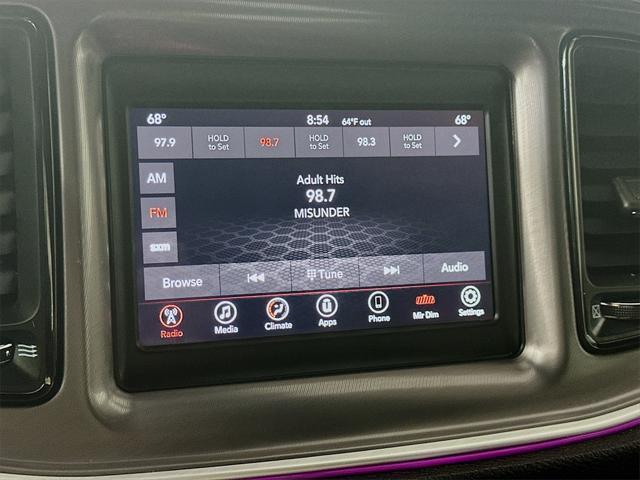 68° 8:54 64°F out 68°
97.9 HOLD to Set 98.7 HOLD to Set 98.3 HOLD to Set
AM
Adult Hits
98.7
FM
MISUNDER
Browse Tune Audio
Radio Media Climate Apps Phone Mir Dim Settings